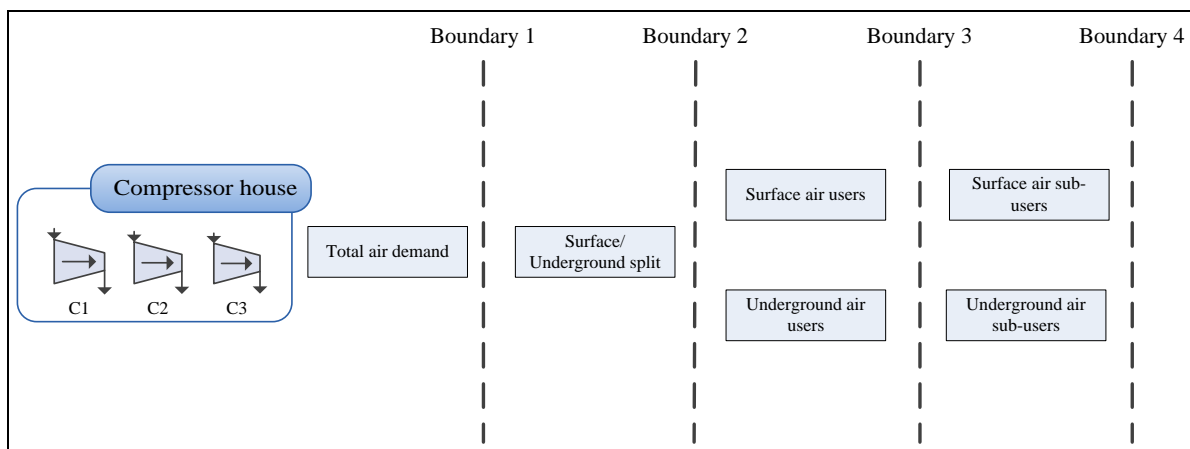 Boundary 1
Boundary 2
Boundary 3
Boundary 4
Compressor house
C1
C2
C3
Total air demand
Surface/
Underground split
Surface air users
Underground air
users
Surface air sub-
users
Underground air
sub-users